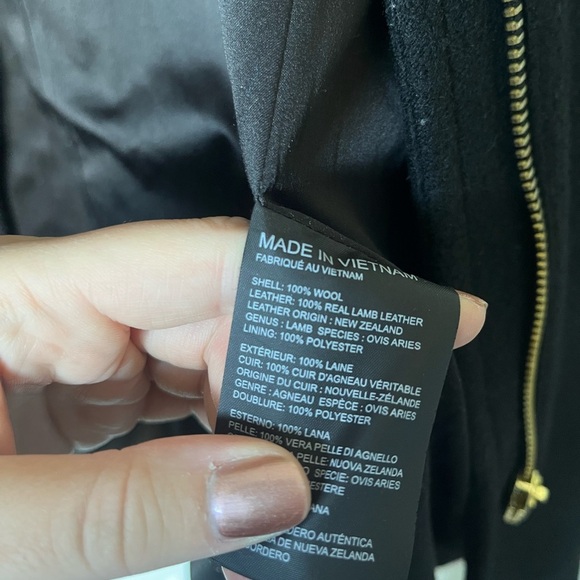 MADE IN VIETNAM
FABRIQUÉ AU VIETNAM
SHELL: 100% WOOL
LEATHER: 100% REAL LAMB LEATHER
LEATHER ORIGIN : NEW ZEALAND
GENUS : LAMB SPECIES : OVIS ARIES
LINING: 100% POLYESTER
EXTÉRIEUR: 100% LAINE
CUIR: 100% CUIR D'AGNEAU VÉRITABLE
ORIGINE DU CUIR : NOUVELLE-ZÉLANDE
GENRE : AGNEAU ESPÈCE : OVIS ARIES
DOUBLURE: 100% POLYESTER
ESTERNO: 100% LANA
PELLE: 100% VERA PELLE DI AGNELLO
PELLE: NUOVA ZELANDA
SPECIE: OVIS ARIES
AUTÉNTICA
DE NUEVA ZELANDA